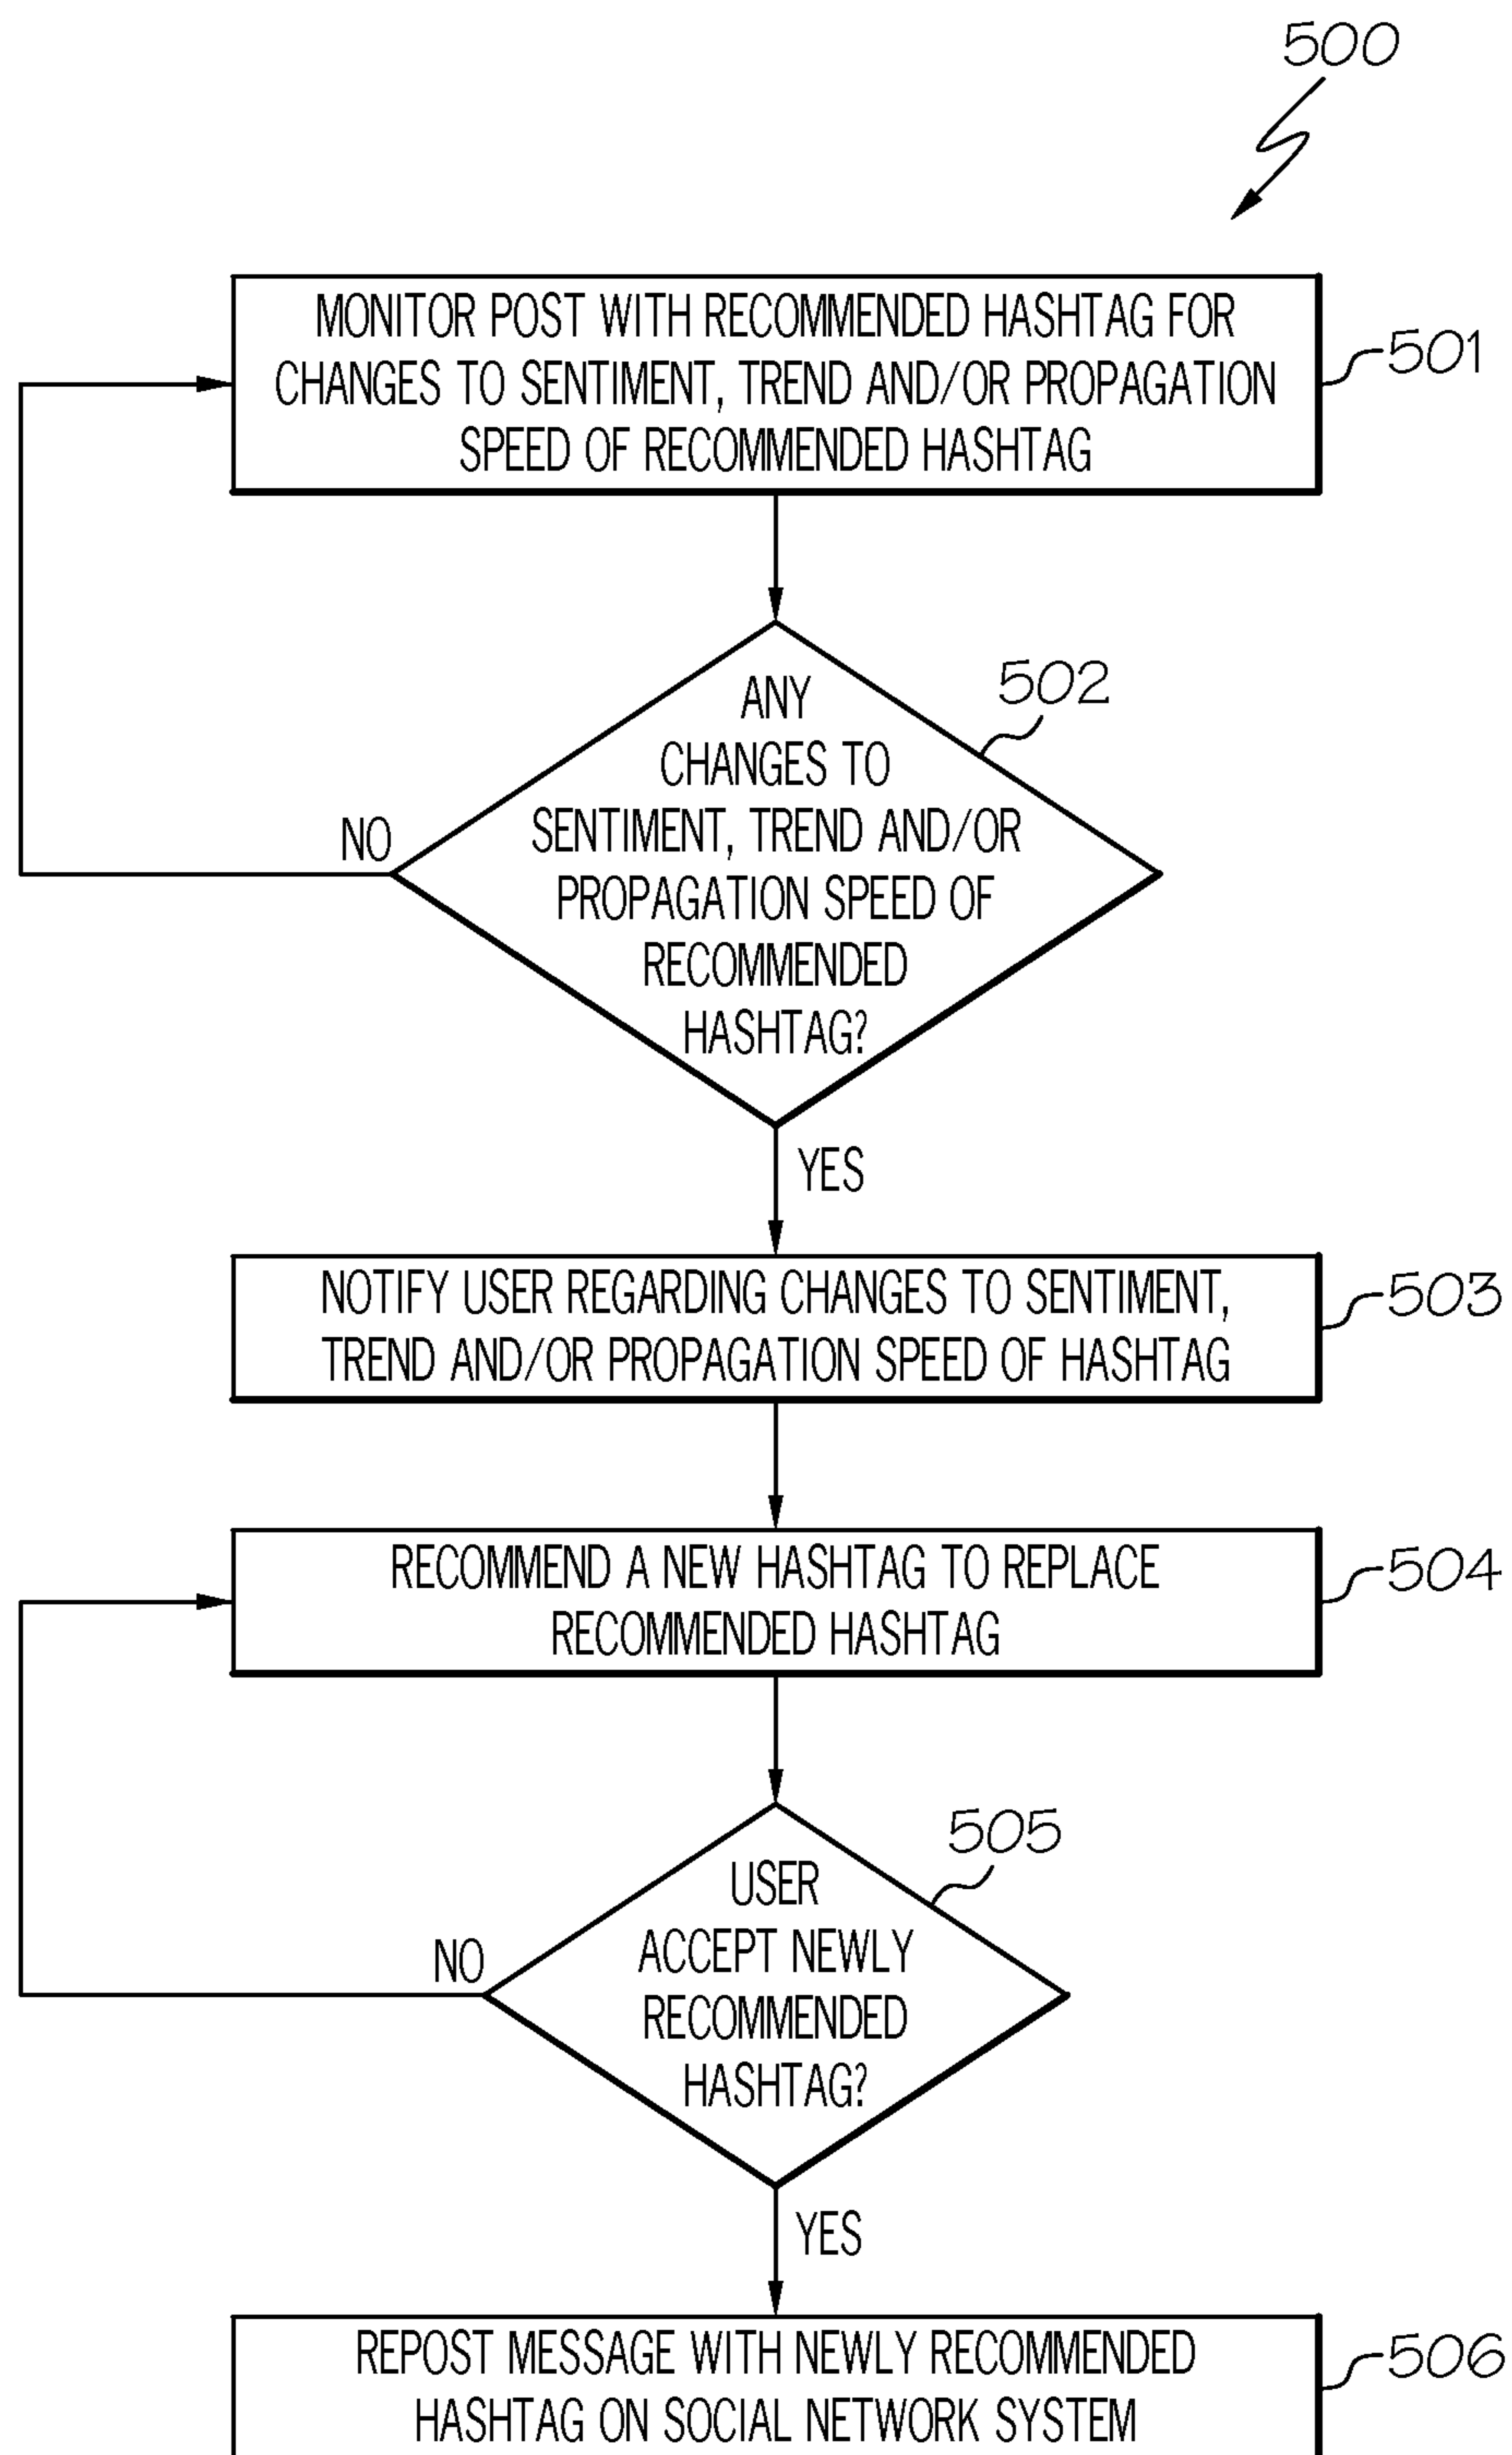 500
MONITOR POST WITH RECOMMENDED HASHTAG FOR
CHANGES TO SENTIMENT, TREND AND/OR PROPAGATION
SPEED OF RECOMMENDED HASHTAG
501
ANY
CHANGES TO
SENTIMENT, TREND AND/OR
PROPAGATION SPEED OF
RECOMMENDED
HASHTAG?
502
NO
YES
NOTIFY USER REGARDING CHANGES TO SENTIMENT,
TREND AND/OR PROPAGATION SPEED OF HASHTAG
503
RECOMMEND A NEW HASHTAG TO REPLACE
RECOMMENDED HASHTAG
504
USER
ACCEPT NEWLY
RECOMMENDED
HASHTAG?
505
NO
YES
REPOST MESSAGE WITH NEWLY RECOMMENDED
HASHTAG ON SOCIAL NETWORK SYSTEM
506